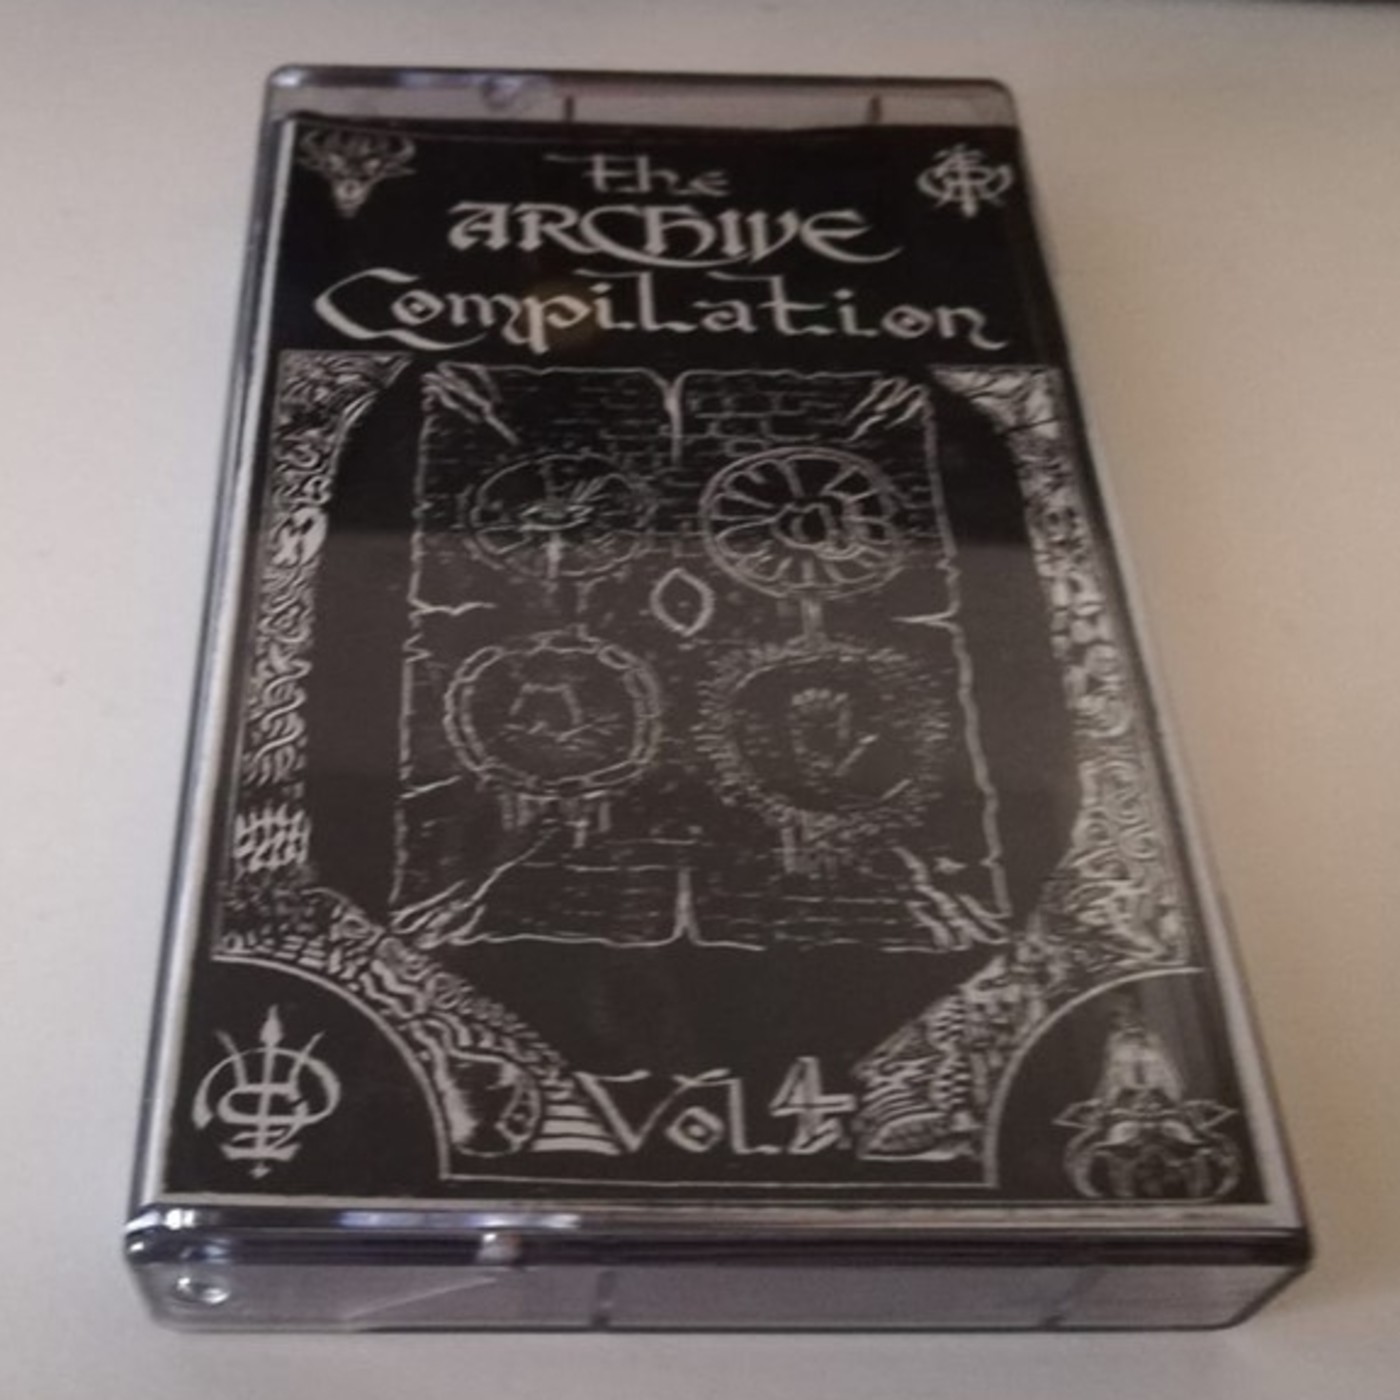 the
ARCHIVE
Compilation
VOL 4